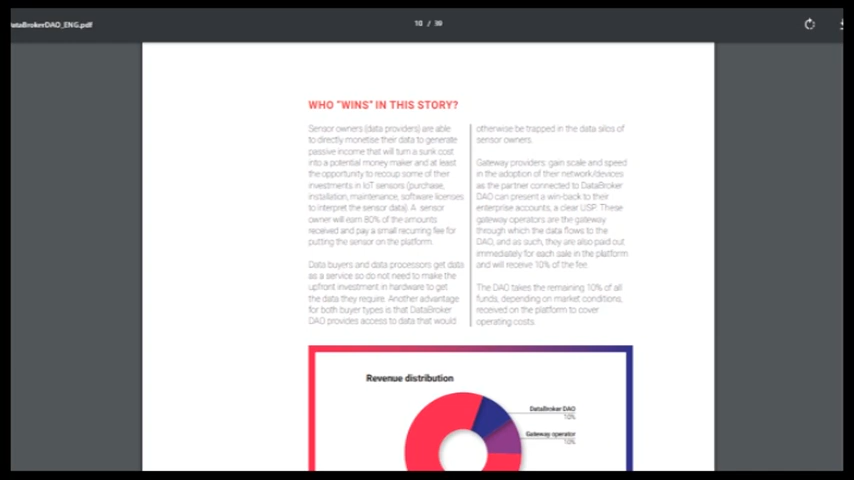 ataBrokerDAO_ENG.pdf
10 / 39
WHO “WINS” IN THIS STORY?
Sensor owners (data providers) are able
to directly monetise their data to generate
passive income that will turn a sunk cost
into a potential money maker and at least
the opportunity to recoup some of their
investments in IoT sensors (purchase,
installation, maintenance, software licenses
to interpret the sensor data). A sensor
owner will earn 80% of the amounts
received and pay a small recurring fee for
putting the sensor on the platform.
Data buyers and data processors get data
as a service so do not need to make the
upfront investment in hardware to get
the data they require. Another advantage
for both buyer types is that DataBroker
DAO provides access to data that would
otherwise be trapped in the data silos of
sensor owners.
Gateway providers: gain scale and speed
in the adoption of their network/devices
as the partner connected to DataBroker
DAO can present a win-back to their
enterprise accounts, a clear USP. These
gateway operators are the gateway
through which the data flows to the
DAO, and as such, they are also paid out
immediately for each sale in the platform
and will receive 10% of the fee.
The DAO takes the remaining 10% of all
funds, depending on market conditions,
received on the platform to cover
operating costs.
Revenue distribution
DataBroker DAO
10%
Gateway operator
10%